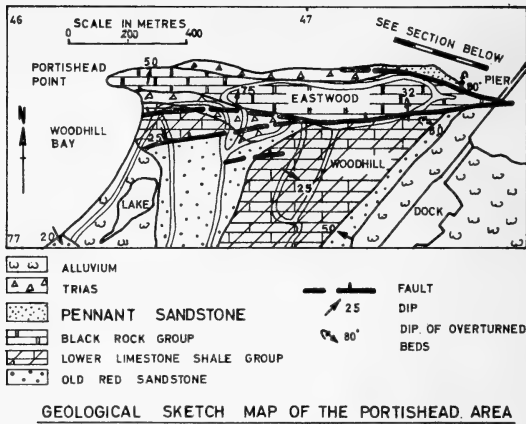 46
47
SCALE IN METRES
0 200 400
SEE SECTION BELOW
PORTISHEAD
POINT
50
PIER
80°
75
EASTWOOD
32
N
WOODHILL
BAY
25
50
WOODHILL
25
LAKE
DOCK
50
77
20
ALLUVIUM
TRIAS
PENNANT SANDSTONE
BLACK ROCK GROUP
LOWER LIMESTONE SHALE GROUP
OLD RED SANDSTONE
FAULT
25 DIP
80° DIP. OF OVERTURNED
BEDS
GEOLOGICAL SKETCH MAP OF THE PORTISHEAD. AREA